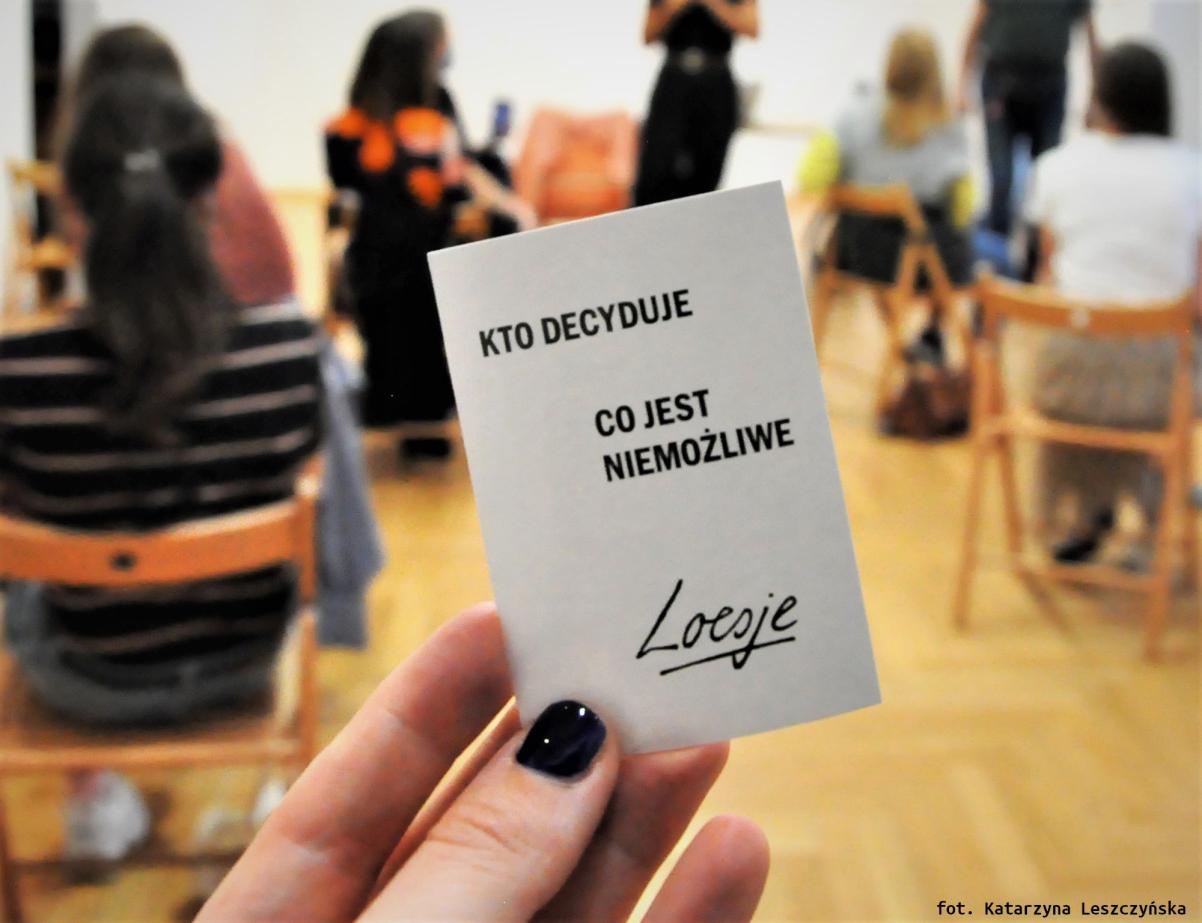 KTO DECYDUJE
CO JEST
NIEMOŻLIWE
Loesje
fot. Katarzyna Leszczyńska